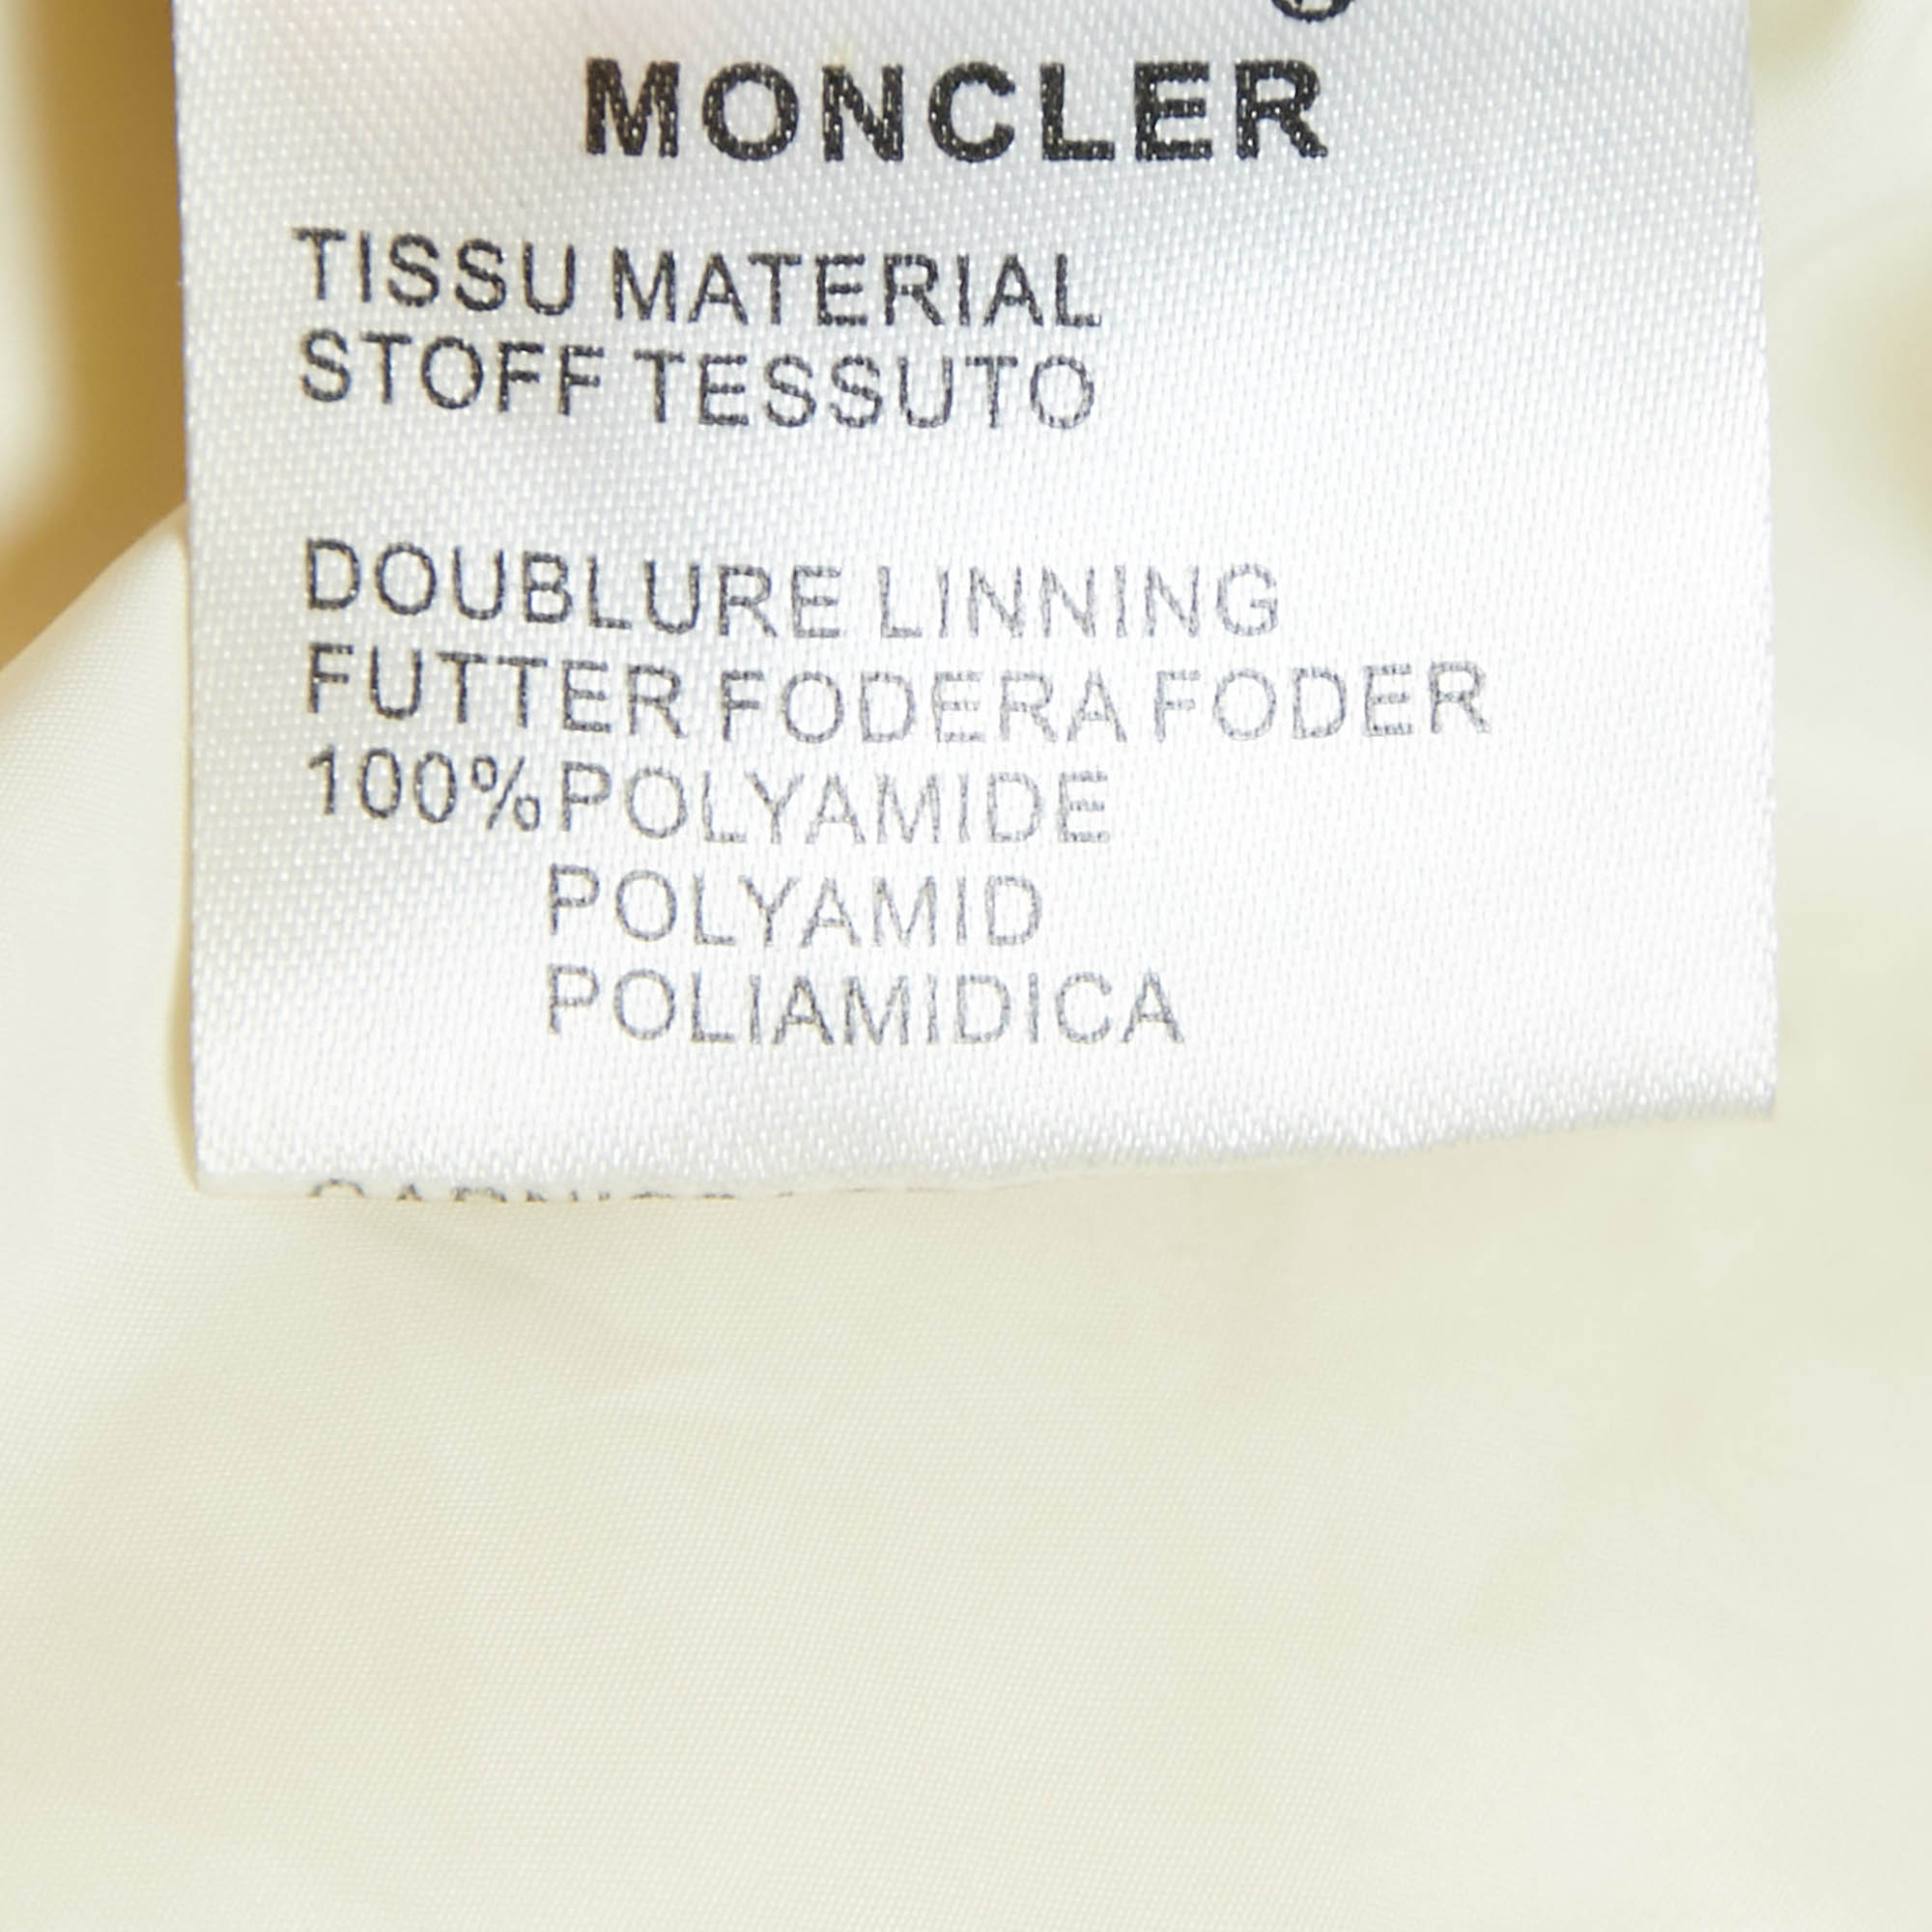 MONCLER
TISSU MATERIAL
STOFF TESSUTO
DOUBLURE LINNING
FUTTER FODERA FODER
100% POLYAMIDE
POLYAMID
POLIAMIDICA